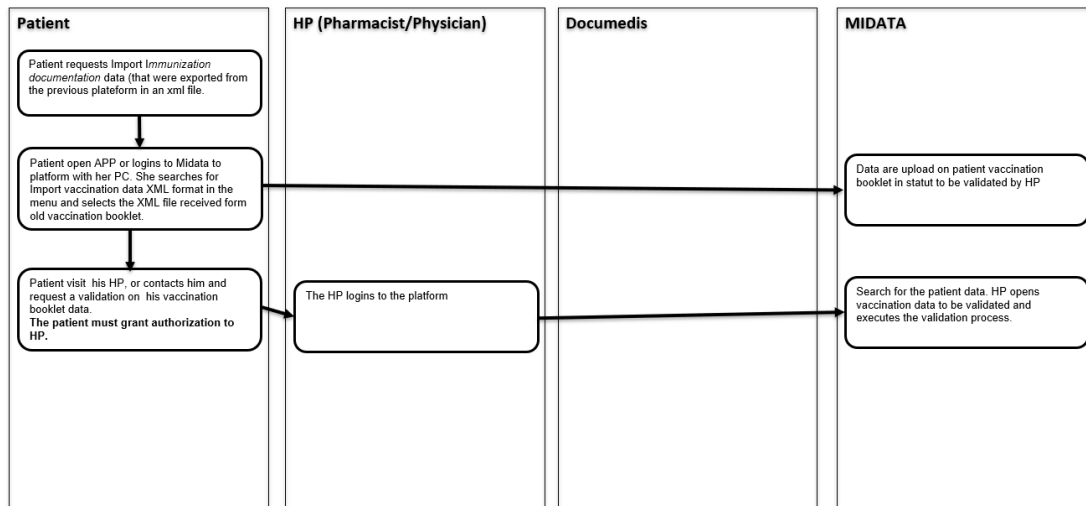 Patient
HP (Pharmacist/Physician)
Documedis
MIDATA
Patient requests Import Immunization
documentation data (that were exported from
the previous plateform in an xml file.
Patient open APP or logins to Midata to
platform with her PC. She searches for
Import vaccination data XML format in the
menu and selects the XML file received form
old vaccination booklet.
Data are upload on patient vaccination
booklet in statut to be validated by HP
Patient visit his HP, or contacts him and
request a validation on his vaccination
booklet data.
The patient must grant authorization to
HP.
The HP logins to the platform
Search for the patient data. HP opens
vaccination data to be validated and
executes the validation process.